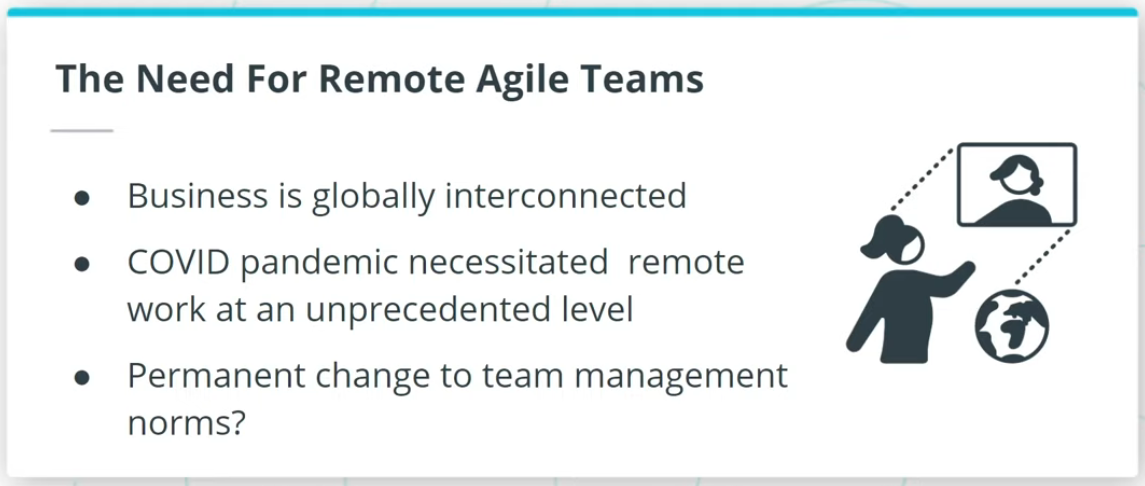 The Need For Remote Agile Teams
● Business is globally interconnected
● COVID pandemic necessitated  remote
work at an unprecedented level
● Permanent change to team management
norms?